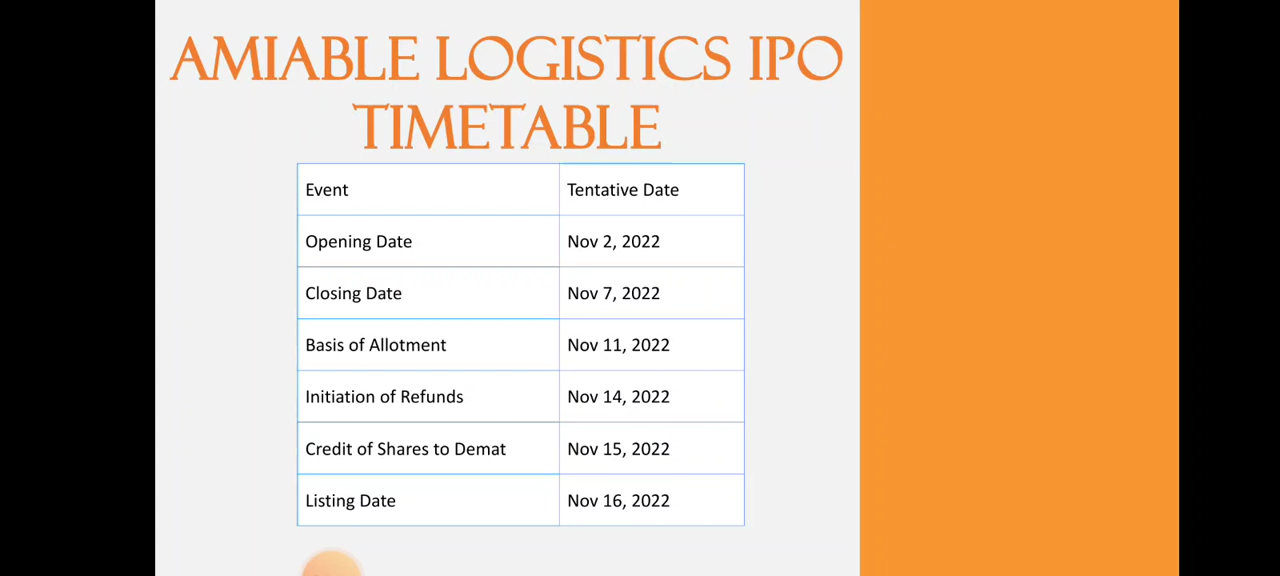 AMIABLE LOGISTICS IPO
TIMETABLE
Event Tentative Date
Opening Date Nov 2, 2022
Closing Date Nov 7, 2022
Basis of Allotment Nov 11, 2022
Initiation of Refunds Nov 14, 2022
Credit of Shares to Demat Nov 15, 2022
Listing Date Nov 16, 2022